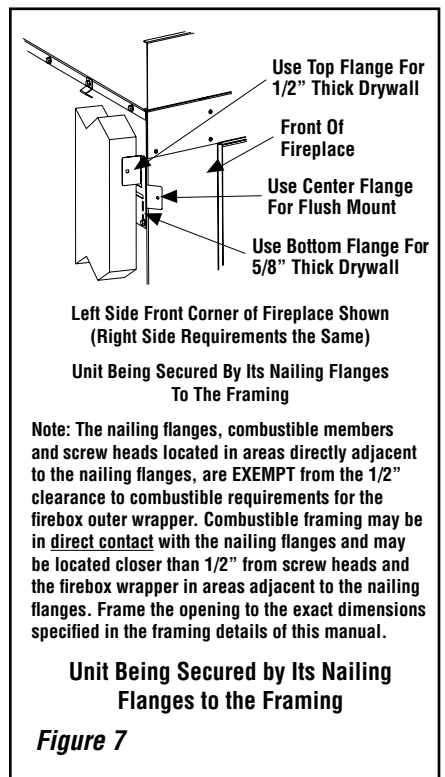 Use Top Flange For
1/2” Thick Drywall
Front Of
Fireplace
Use Center Flange
For Flush Mount
Use Bottom Flange For
5/8” Thick Drywall
Left Side Front Corner of Fireplace Shown
(Right Side Requirements the Same)
Unit Being Secured By Its Nailing Flanges
To The Framing
Note: The nailing flanges, combustible members
and screw heads located in areas directly adjacent
to the nailing flanges, are EXEMPT from the 1/2”
clearance to combustible requirements for the
firebox outer wrapper. Combustible framing may be
in direct contact with the nailing flanges and may
be located closer than 1/2” from screw heads and
the firebox wrapper in areas adjacent to the nailing
flanges. Frame the opening to the exact dimensions
specified in the framing details of this manual.
Unit Being Secured by Its Nailing
Flanges to the Framing
Figure 7